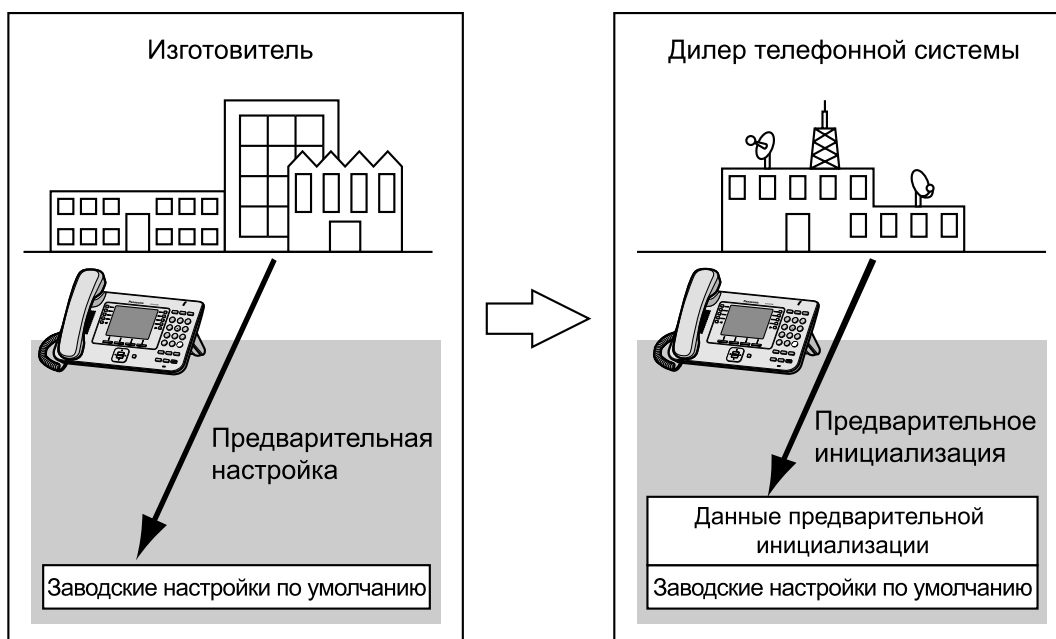 Изготовитель
Предварительная
настройка
Заводские настройки по умолчанию
Дилер телефонной системы
Предварительное
инициализация
Данные предварительной
инициализации
Заводские настройки по умолчанию